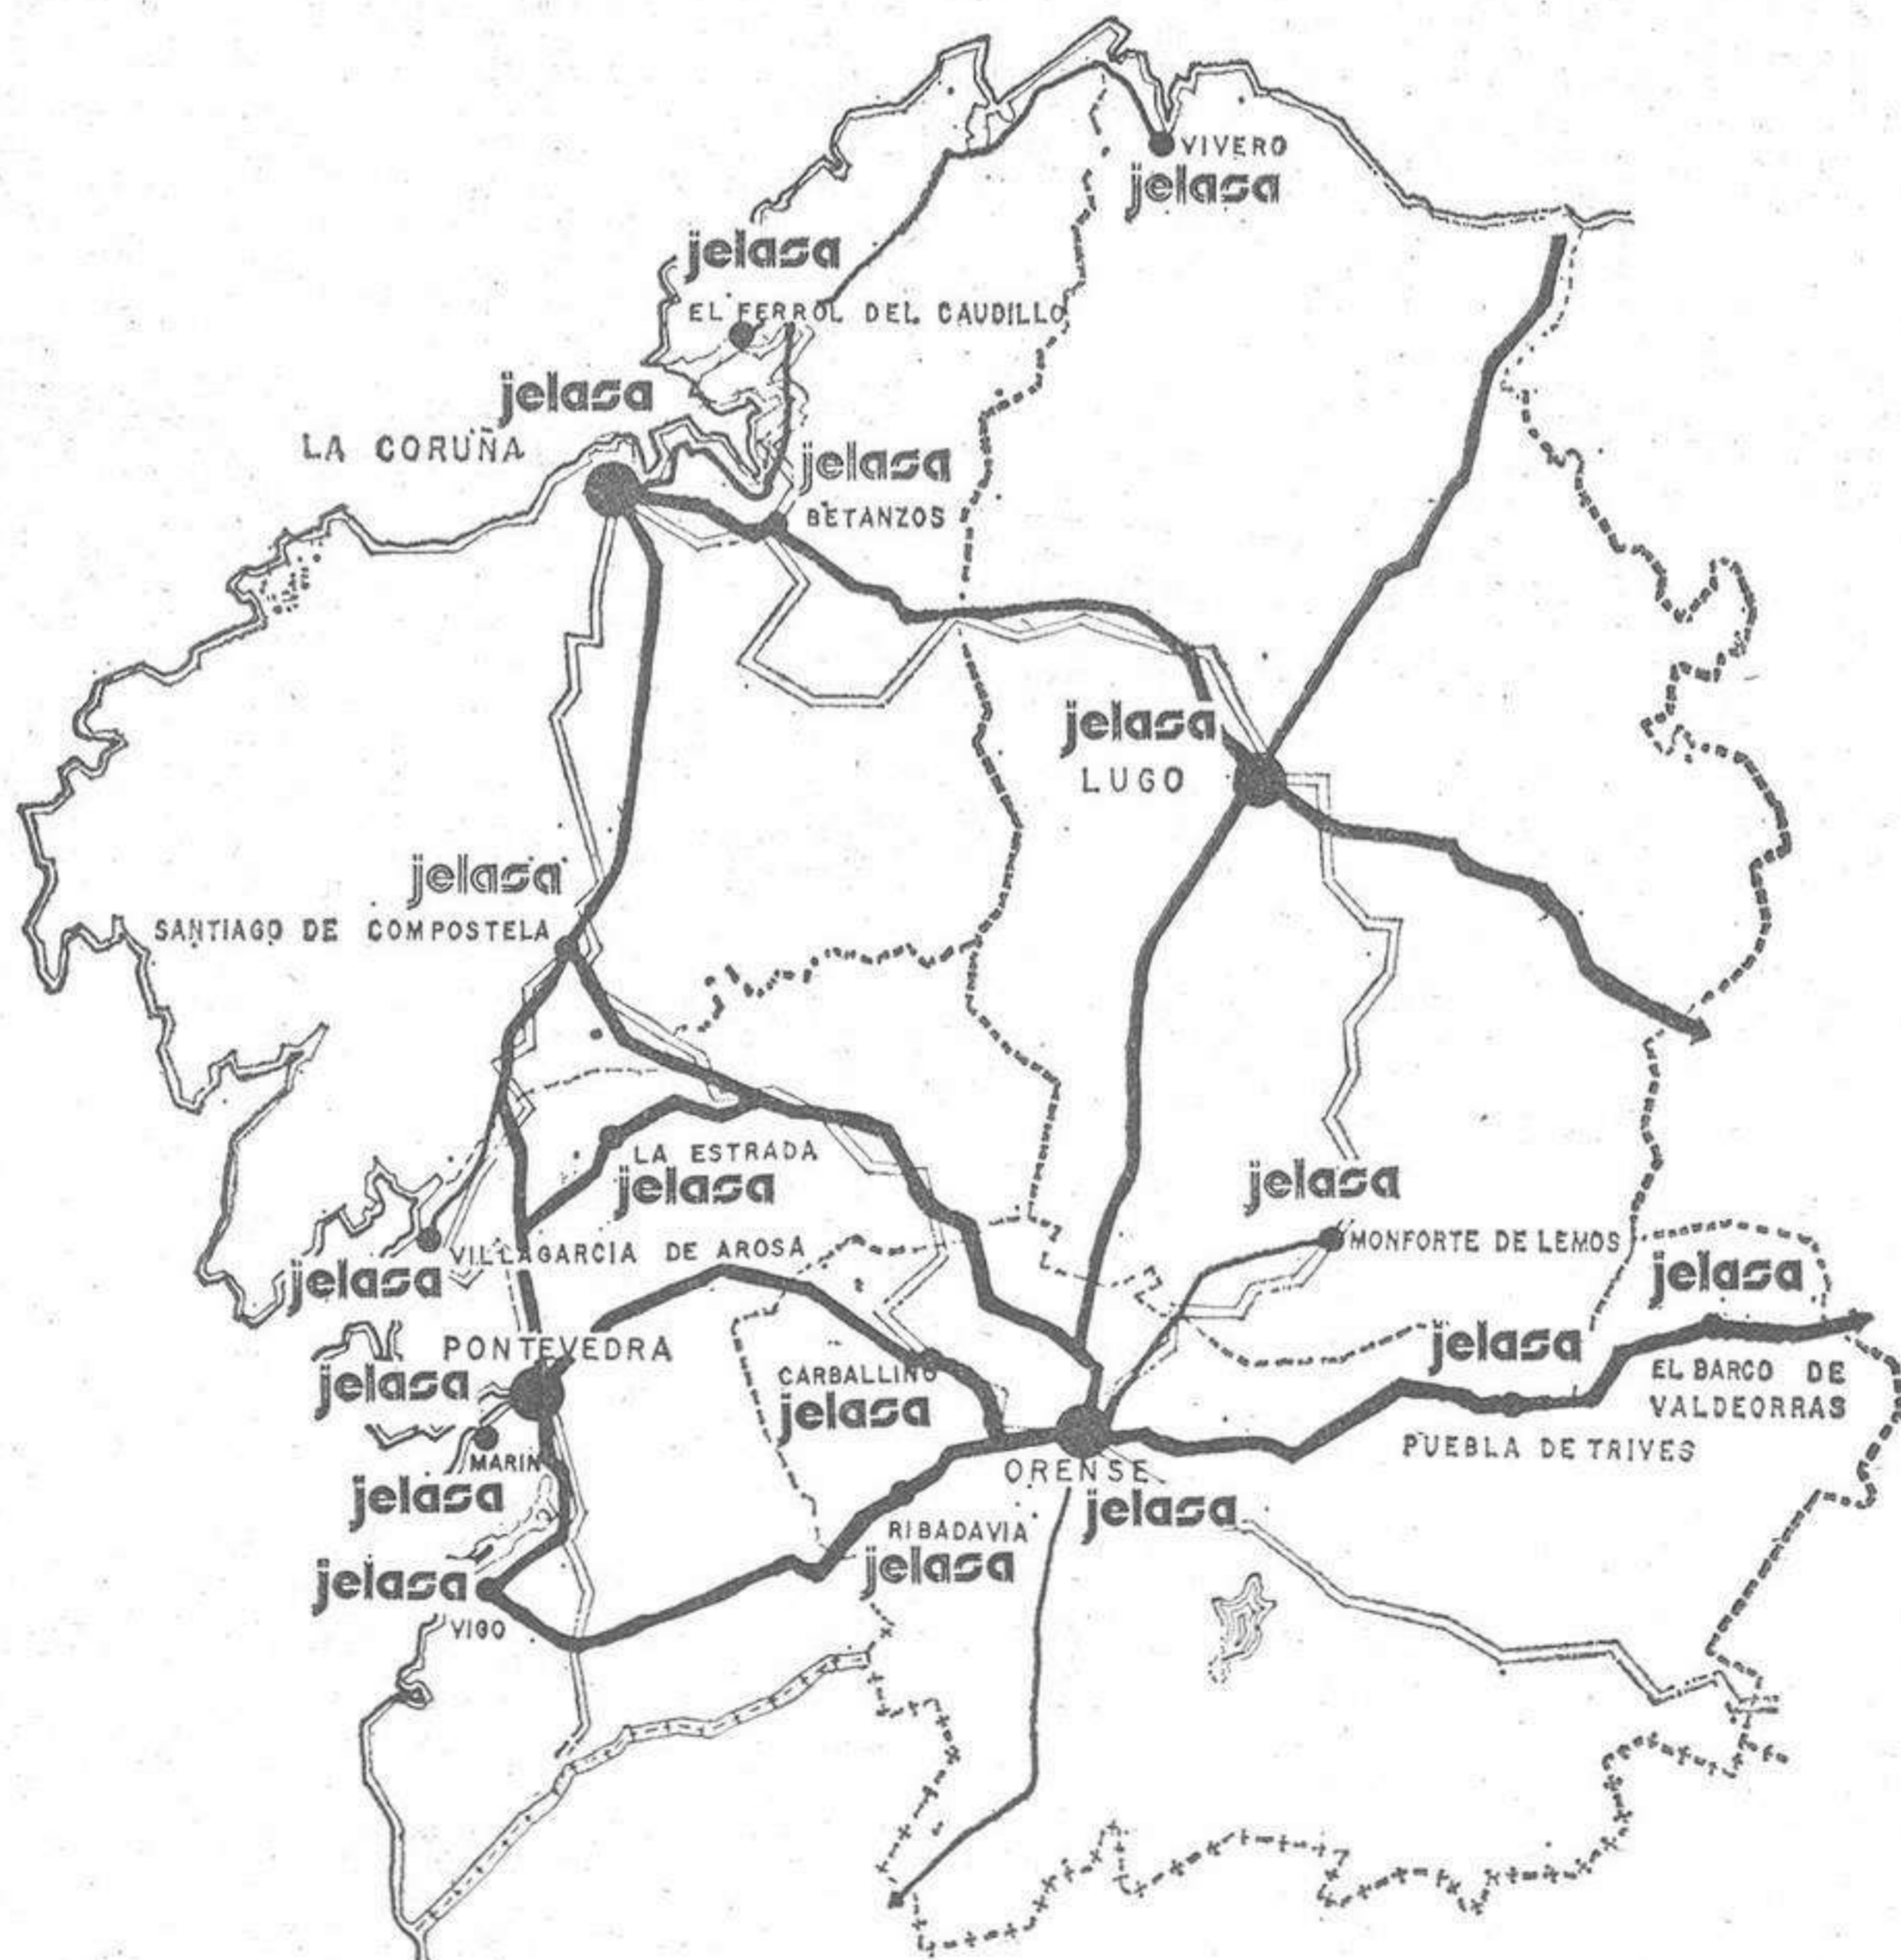 VIVERO
jelasa
jelasa
EL FERROL DEL CAUDILLO
jelasa
LA CORUÑA
jelasa
BETANZOS
jelasa
LUGO
jelasa
SANTIAGO DE COMPOSTELA
LA ESTRADA
jelasa
jelasa
MONFORTE DE LEMOS
VILLAGARCIA DE AROSA
jelasa
jelasa
EL BARCO DE
VALDEORRAS
jelasa
PUEBLA DE TRIVES
PONTEVEDRA
jelasa
CARBALLINO
jelasa
MARIN
jelasa
ORENSE
jelasa
RIBADAVIA
jelasa
jelasa
VIGO